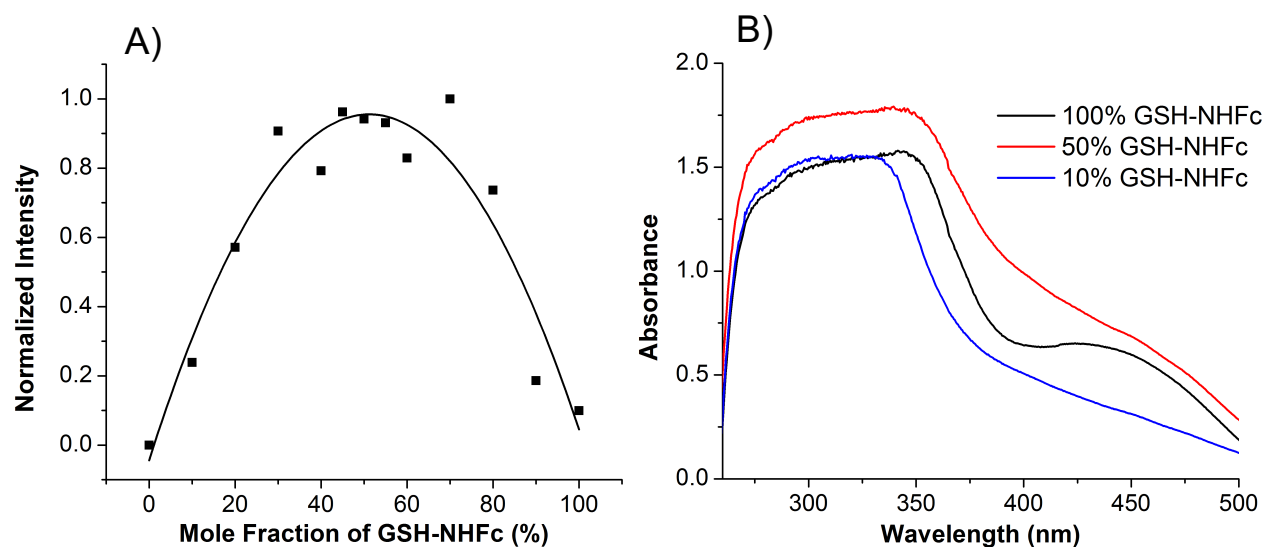 A)
Normalized Intensity
1.0
0.8
0.6
0.4
0.2
0.0
0 20 40 60 80 100
Mole Fraction of GSH-NHFc (%)
B)
Absorbance
2.0
1.5
1.0
0.5
0.0
100% GSH-NHFc
50% GSH-NHFc
10% GSH-NHFc
300 350 400 450 500
Wavelength (nm)